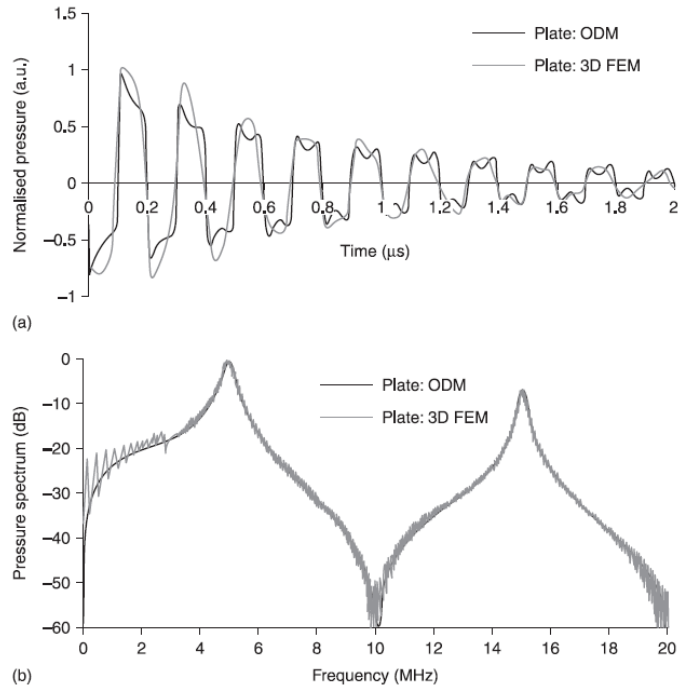 1.5
1
0.5
0
−0.5
−1
Normalised pressure (a.u.)
Plate: ODM
Plate: 3D FEM
0 0.2 0.4 0.6 0.8 1 1.2 1.4 1.6 1.8 2
Time (μs)
(a)
0
−10
−20
−30
−40
−50
−60
Pressure spectrum (dB)
Plate: ODM
Plate: 3D FEM
0 2 4 6 8 10 12 14 16 18 20
Frequency (MHz)
(b)